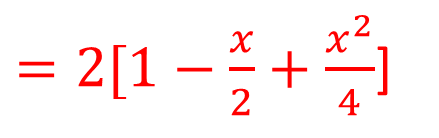 = 2[1 − x/2 + x²/4]